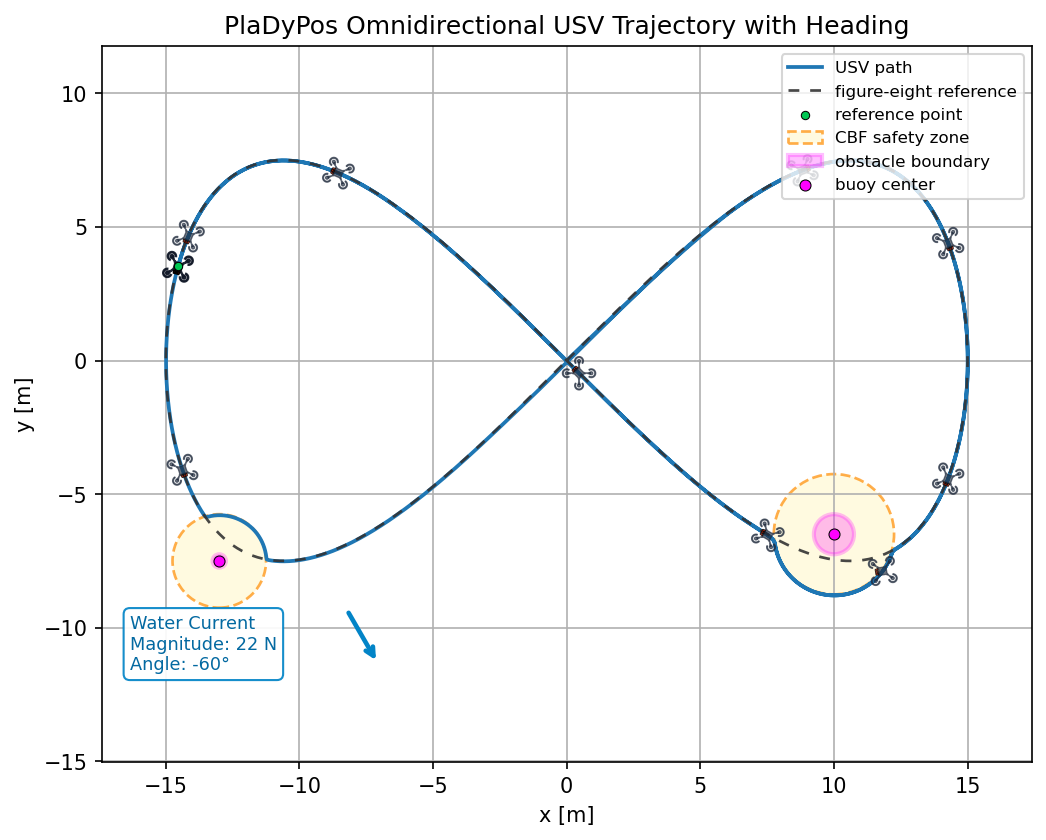 PlaDyPos Omnidirectional USV Trajectory with Heading
USV path
figure-eight reference
reference point
CBF safety zone
obstacle boundary
buoy center
10
5
0
−5
−10
−15
y [m]
Water Current
Magnitude: 22 N
Angle: -60°
−15
−10
−5
0
5
10
15
x [m]